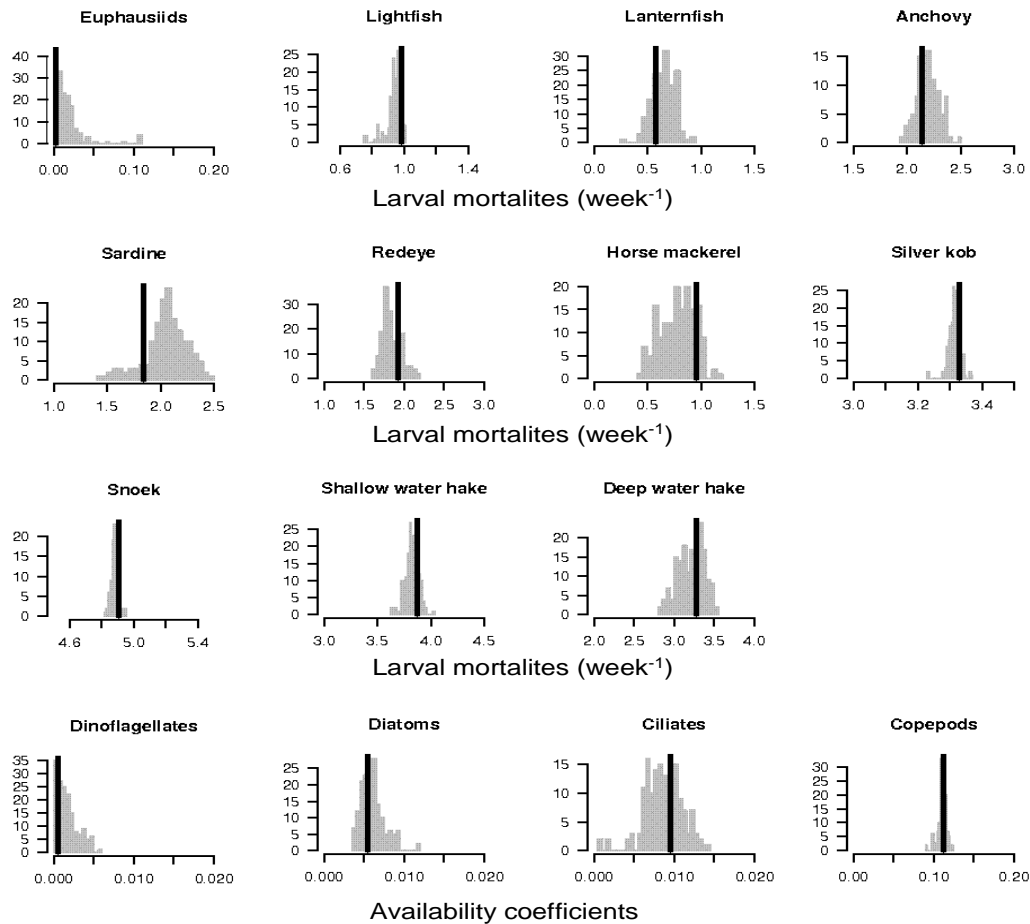 Euphausiids Lightfish Lanternfish Anchovy
40 25 30 15
30 20 25
20 15 20 10
10 10 15 5
0 5 10 0
0 5
0
0.00 0.20 0.6 1.0 1.4 0.0 0.5 1.0 1.5 1.5 2.0 2.5 3.0
Larval mortalites (week-1)
Sardine Redeye Horse mackerel Silver kob
20 30 20 25
15 20 15 20
10 10 10 15
5 0 5 10
0 0 5
0
1.0 1.5 2.0 2.5 1.0 2.0 3.0 0.0 0.5 1.0 1.5 3.0 3.2 3.4
Larval mortalites (week-1)
Snoek Shallow water hake Deep water hake
20 25 20
15 20 15
10 15 10
5 10 5
0 5 0
0
4.6 5.0 5.4 3.0 3.5 4.0 4.5 2.0 3.0 3.5 4.0
Larval mortalites (week-1)
Dinoflagellates Diatoms Ciliates Copepods
35 25 15 30
30 20 10 20
25 15 5 10
20 10 0 0
15 5
10 0
5
0
0.000 0.010 0.020 0.000 0.010 0.020 0.000 0.010 0.020 0.00 0.10 0.20
Availability coefficients